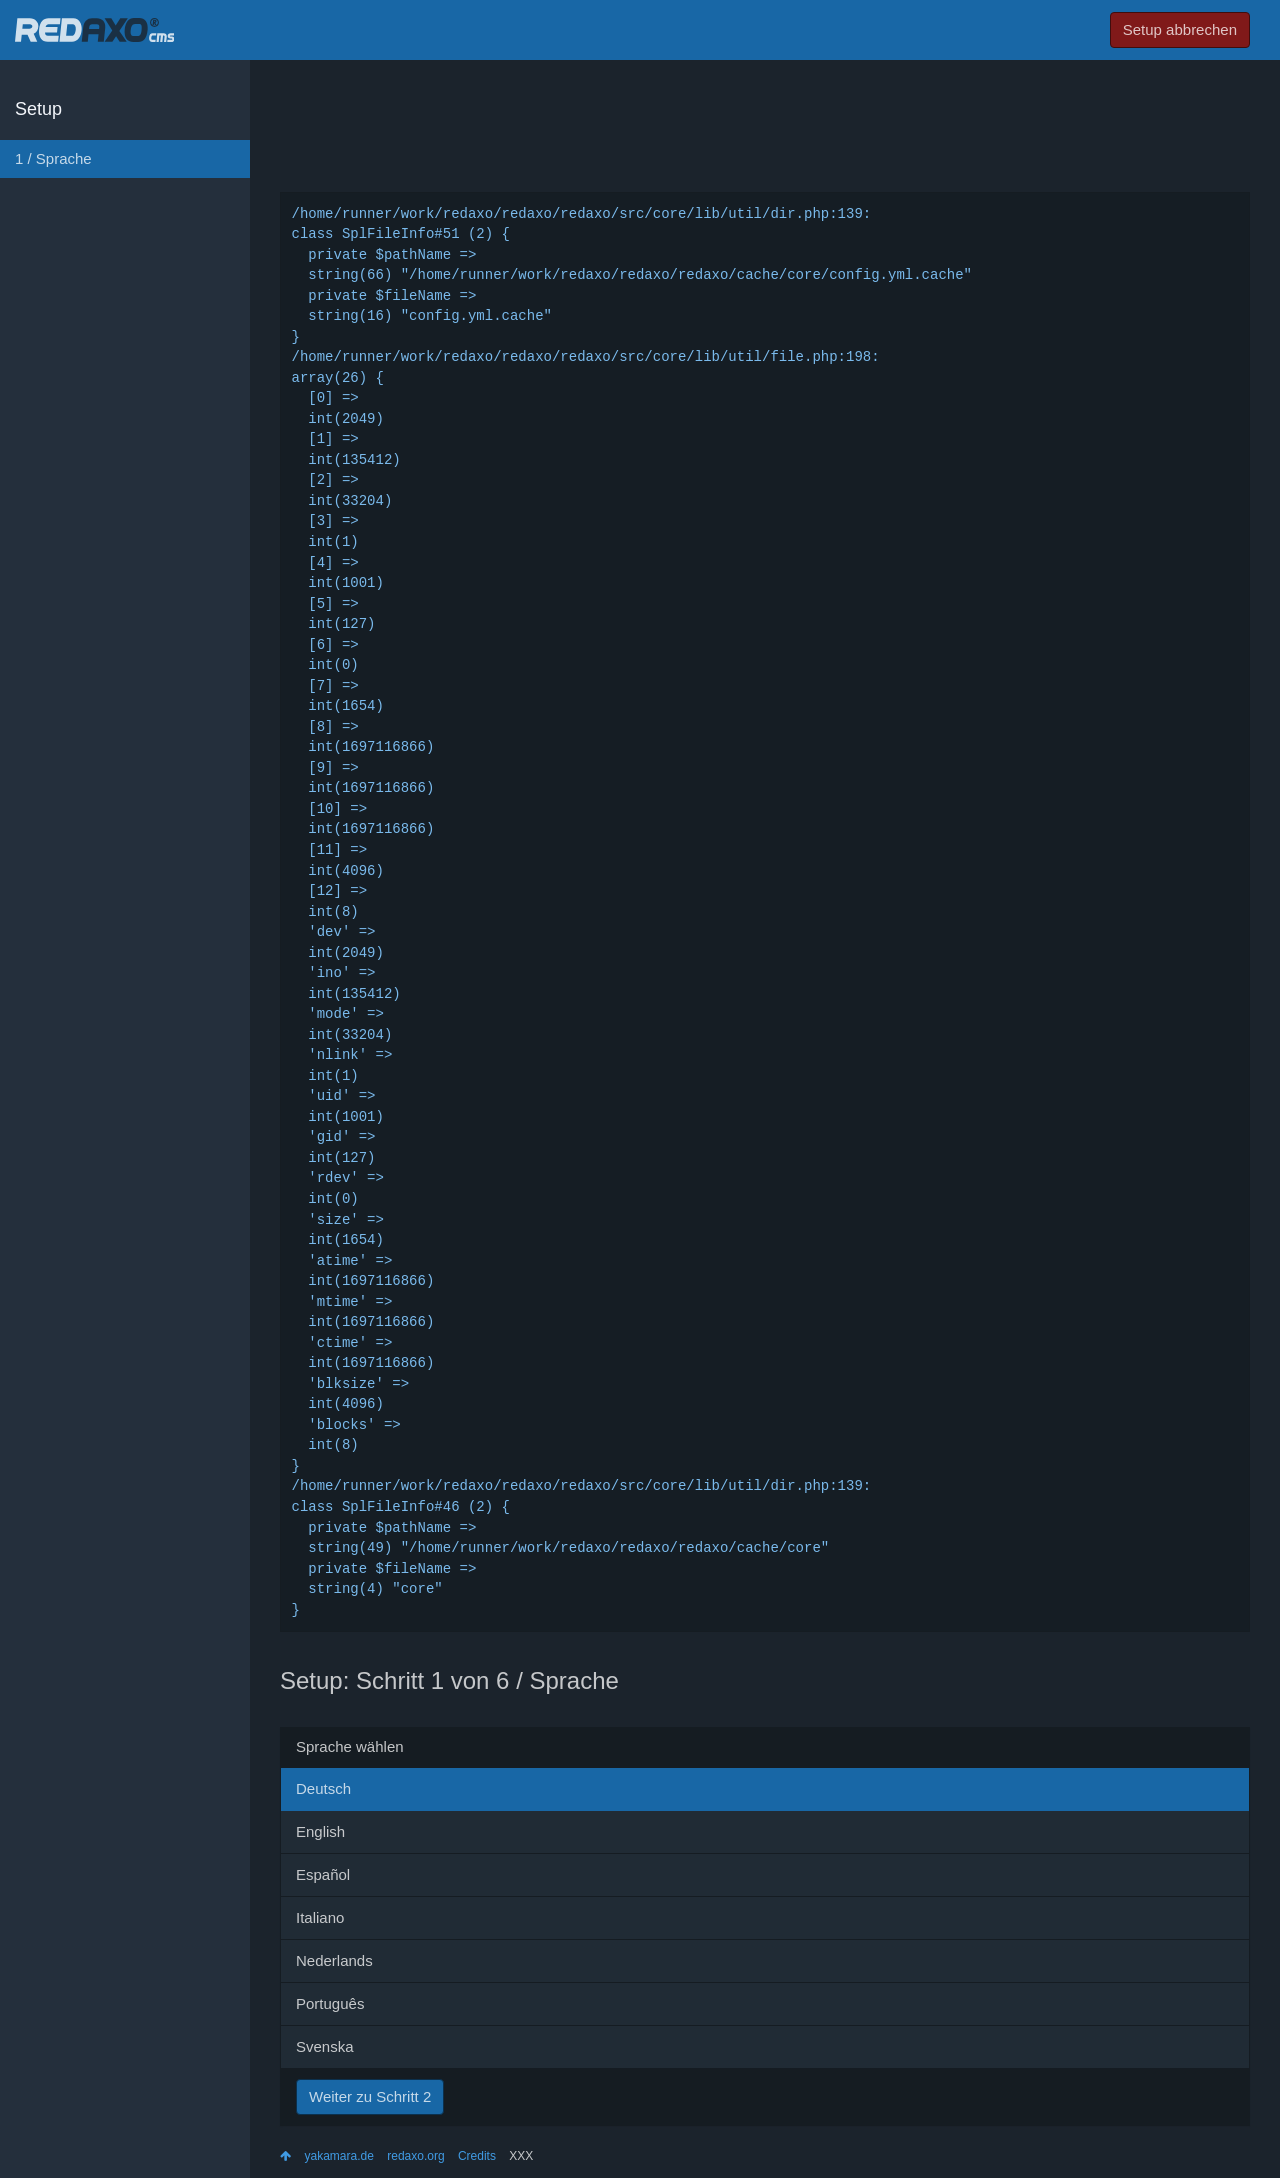 REDAXO® cms
Setup abbrechen
Setup
1 / Sprache
/home/runner/work/redaxo/redaxo/redaxo/src/core/lib/util/dir.php:139:
class SplFileInfo#51 (2) {
  private $pathName =>
  string(66) "/home/runner/work/redaxo/redaxo/redaxo/cache/core/config.yml.cache"
  private $fileName =>
  string(16) "config.yml.cache"
}
/home/runner/work/redaxo/redaxo/redaxo/src/core/lib/util/file.php:198:
array(26) {
  [0] =>
  int(2049)
  [1] =>
  int(135412)
  [2] =>
  int(33204)
  [3] =>
  int(1)
  [4] =>
  int(1001)
  [5] =>
  int(127)
  [6] =>
  int(0)
  [7] =>
  int(1654)
  [8] =>
  int(1697116866)
  [9] =>
  int(1697116866)
  [10] =>
  int(1697116866)
  [11] =>
  int(4096)
  [12] =>
  int(8)
  'dev' =>
  int(2049)
  'ino' =>
  int(135412)
  'mode' =>
  int(33204)
  'nlink' =>
  int(1)
  'uid' =>
  int(1001)
  'gid' =>
  int(127)
  'rdev' =>
  int(0)
  'size' =>
  int(1654)
  'atime' =>
  int(1697116866)
  'mtime' =>
  int(1697116866)
  'ctime' =>
  int(1697116866)
  'blksize' =>
  int(4096)
  'blocks' =>
  int(8)
}
/home/runner/work/redaxo/redaxo/redaxo/src/core/lib/util/dir.php:139:
class SplFileInfo#46 (2) {
  private $pathName =>
  string(49) "/home/runner/work/redaxo/redaxo/redaxo/cache/core"
  private $fileName =>
  string(4) "core"
}
Setup: Schritt 1 von 6 / Sprache
Sprache wählen
Deutsch
English
Español
Italiano
Nederlands
Português
Svenska
Weiter zu Schritt 2
yakamara.de redaxo.org Credits XXX